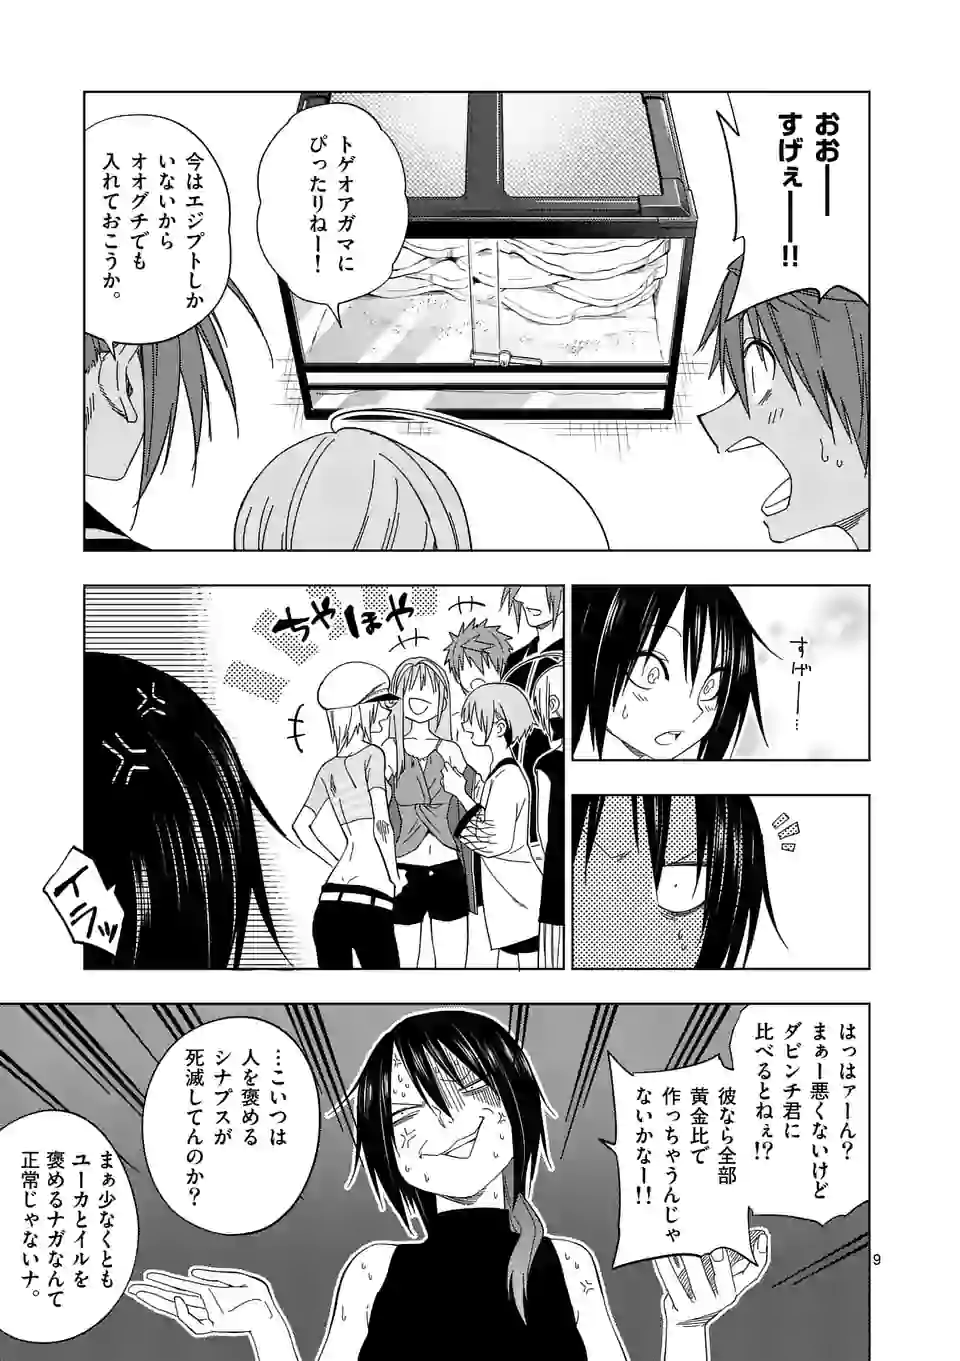 おおーー
すげぇーー!!
トゲオアガマに
ぴったりねー!
今はエジプトしか
いないから
オオグチでも
入れておこうか。
すげー…
ちやほや
イラッ
はっはァーん?
まぁー悪くないけど
ダビンチ君に
比べるとねぇ!?
彼なら全部
黄金比で
作っちゃうんじゃ
ないかなー!!
…こいつは
人を褒める
シナプスが
死滅してんのか?
まぁ少なくとも
ユーカとイルを
褒めるナガなんて
正常じゃないナ。
9